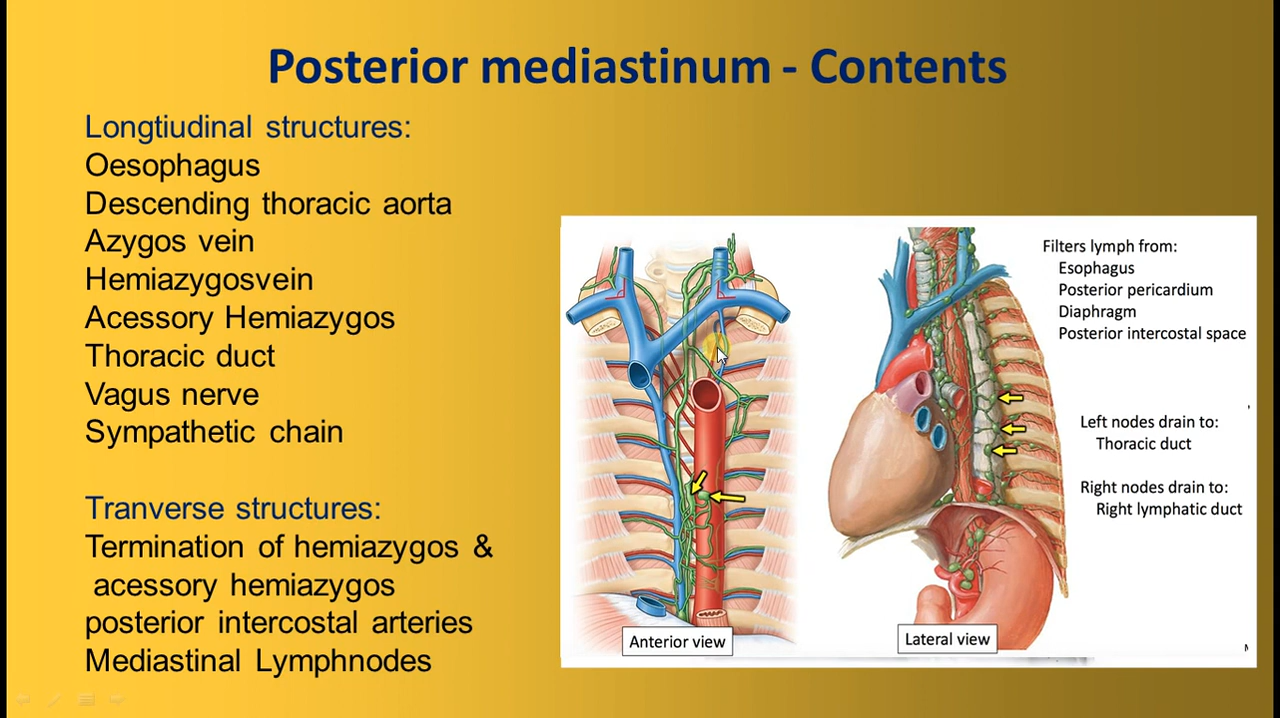 Posterior mediastinum - Contents
Longtiudinal structures:
Oesophagus
Descending thoracic aorta
Azygos vein
Hemiazygosvein
Acessory Hemiazygos
Thoracic duct
Vagus nerve
Sympathetic chain
Tranverse structures:
Termination of hemiazygos &
acessory hemiazygos
posterior intercostal arteries
Mediastinal Lymphnodes
Filters lymph from:
Esophagus
Posterior pericardium
Diaphragm
Posterior intercostal space
Left nodes drain to:
Thoracic duct
Right nodes drain to:
Right lymphatic duct
Anterior view
Lateral view